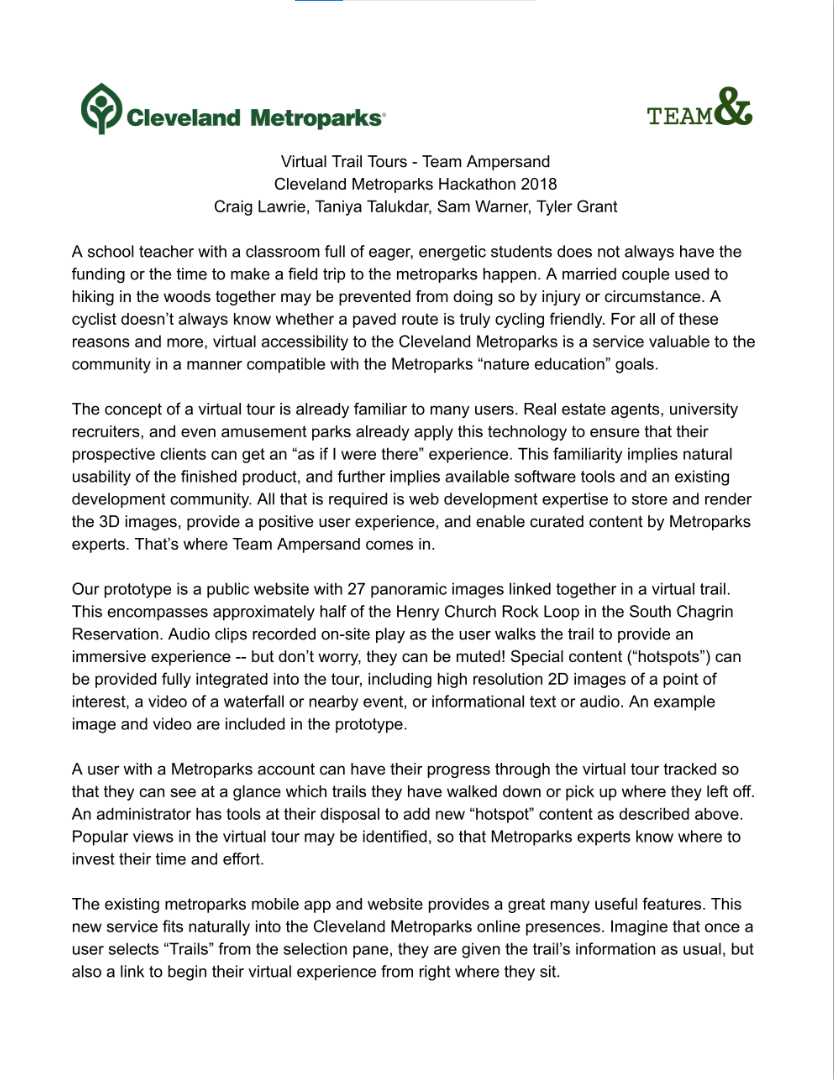 Cleveland Metroparks®
TEAM&
Virtual Trail Tours - Team Ampersand
Cleveland Metroparks Hackathon 2018
Craig Lawrie, Taniya Talukdar, Sam Warner, Tyler Grant
A school teacher with a classroom full of eager, energetic students does not always have the
funding or the time to make a field trip to the metroparks happen. A married couple used to
hiking in the woods together may be prevented from doing so by injury or circumstance. A
cyclist doesn’t always know whether a paved route is truly cycling friendly. For all of these
reasons and more, virtual accessibility to the Cleveland Metroparks is a service valuable to the
community in a manner compatible with the Metroparks “nature education” goals.
The concept of a virtual tour is already familiar to many users. Real estate agents, university
recruiters, and even amusement parks already apply this technology to ensure that their
prospective clients can get an “as if I were there” experience. This familiarity implies natural
usability of the finished product, and further implies available software tools and an existing
development community. All that is required is web development expertise to store and render
the 3D images, provide a positive user experience, and enable curated content by Metroparks
experts. That’s where Team Ampersand comes in.
Our prototype is a public website with 27 panoramic images linked together in a virtual trail.
This encompasses approximately half of the Henry Church Rock Loop in the South Chagrin
Reservation. Audio clips recorded on-site play as the user walks the trail to provide an
immersive experience -- but don’t worry, they can be muted! Special content (“hotspots”) can
be provided fully integrated into the tour, including high resolution 2D images of a point of
interest, a video of a waterfall or nearby event, or informational text or audio. An example
image and video are included in the prototype.
A user with a Metroparks account can have their progress through the virtual tour tracked so
that they can see at a glance which trails they have walked down or pick up where they left off.
An administrator has tools at their disposal to add new “hotspot” content as described above.
Popular views in the virtual tour may be identified, so that Metroparks experts know where to
invest their time and effort.
The existing metroparks mobile app and website provides a great many useful features. This
new service fits naturally into the Cleveland Metroparks online presences. Imagine that once a
user selects “Trails” from the selection pane, they are given the trail’s information as usual, but
also a link to begin their virtual experience from right where they sit.